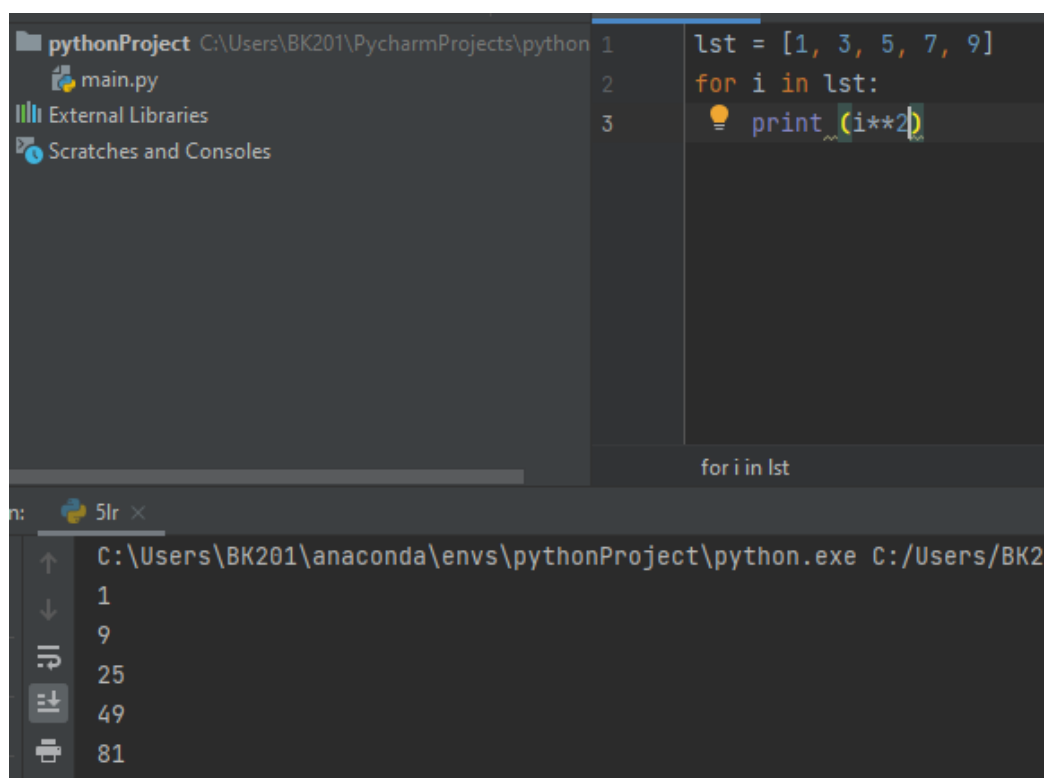 pythonProject C:\Users\BK201\PycharmProjects\python
main.py
External Libraries
Scratches and Consoles
1 lst = [1, 3, 5, 7, 9]
2 for i in lst:
3 print (i**2)
for i in lst
n: 5lr
C:\Users\BK201\anaconda\envs\pythonProject\python.exe C:/Users/BK2
1
9
25
49
81